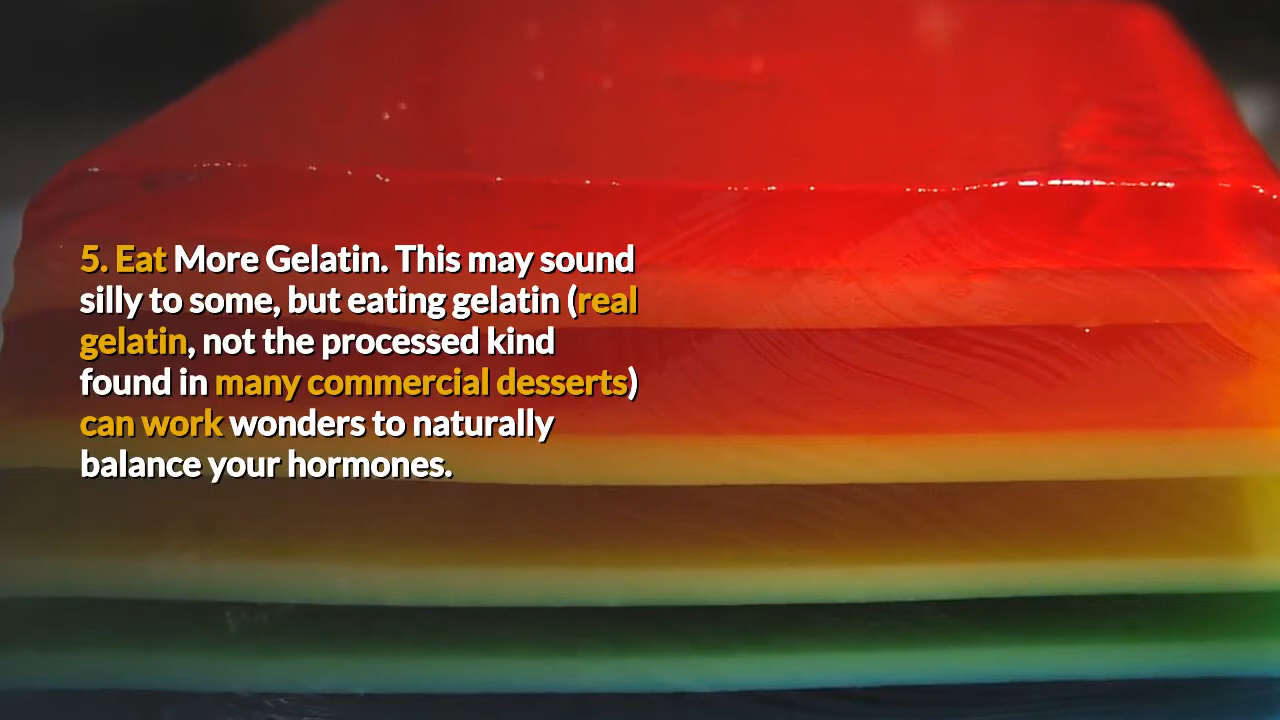 5. Eat More Gelatin. This may sound
silly to some, but eating gelatin (real
gelatin, not the processed kind
found in many commercial desserts)
can work wonders to naturally
balance your hormones.